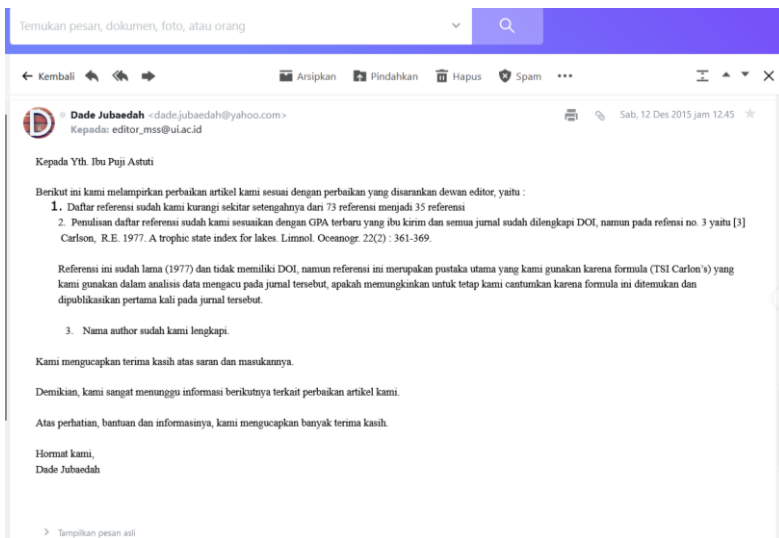 Temukan pesan, dokumen, foto, atau orang
Kembali Arsipkan Pindahkan Hapus Spam
Dade Jubaedah <dade.jubaedah@yahoo.com> Sab, 12 Des 2015 jam 12.45
Kepada: editor_mss@ui.ac.id
Kepada Yth. Ibu Puji Astuti
Berikut ini kami melampirkan perbaikan artikel kami sesuai dengan perbaikan yang disarankan dewan editor, yaitu :
1. Daftar referensi sudah kami kurangi sekitar setengahnya dari 73 referensi menjadi 35 referensi
2. Penulisan daftar referensi sudah kami sesuaikan dengan GPA terbaru yang ibu kirim dan semua jurnal sudah dilengkapi DOI, namun pada refensi no. 3 yaitu [3]
Carlson, R.E. 1977. A trophic state index for lakes. Limnol. Oceanogr. 22(2) : 361-369.
Referensi ini sudah lama (1977) dan tidak memiliki DOI, namun referensi ini merupakan pustaka utama yang kami gunakan karena formula (TSI Carlon's) yang
kami gunakan dalam analisis data mengacu pada jurnal tersebut, apakah memungkinkan untuk tetap kami cantumkan karena formula ini ditemukan dan
dipublikasikan pertama kali pada jurnal tersebut.
3. Nama author sudah kami lengkapi.
Kami mengucapkan terima kasih atas saran dan masukannya.
Demikian, kami sangat menunggu informasi berikutnya terkait perbaikan artikel kami.
Atas perhatian, bantuan dan informasinya, kami mengucapkan banyak terima kasih.
Hormat kami,
Dade Jubaedah
Tampilkan pesan asli